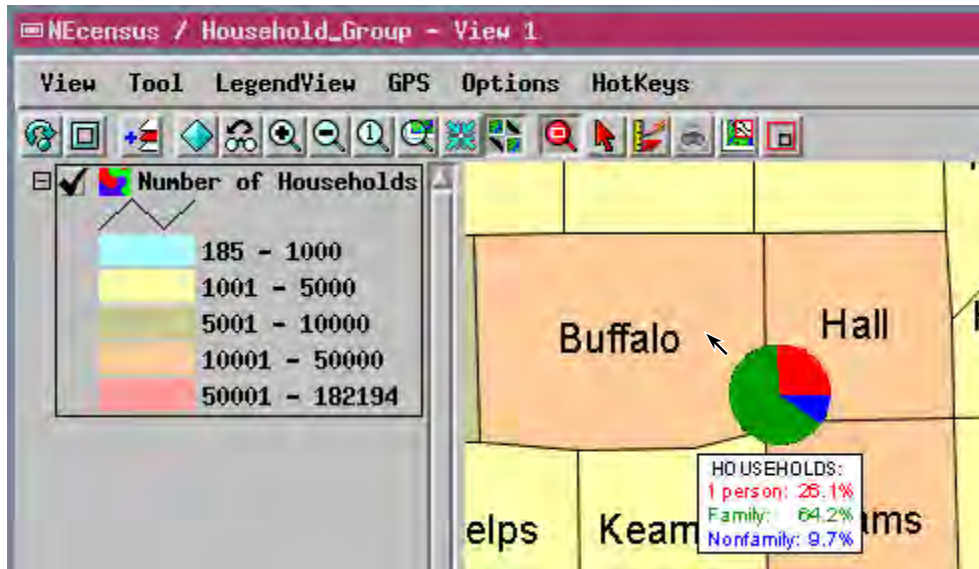 NEcensus / Household_Group - View 1
View Tool LegendView GPS Options HotKeys
1
Number of Households
185 - 1000
1001 - 5000
5001 - 10000
10001 - 50000
50001 - 182194
Buffalo
Hall
elps
Kearn
ams
HOUSEHOLDS:
1 person: 26.1%
Family: 64.2%
Nonfamily: 9.7%